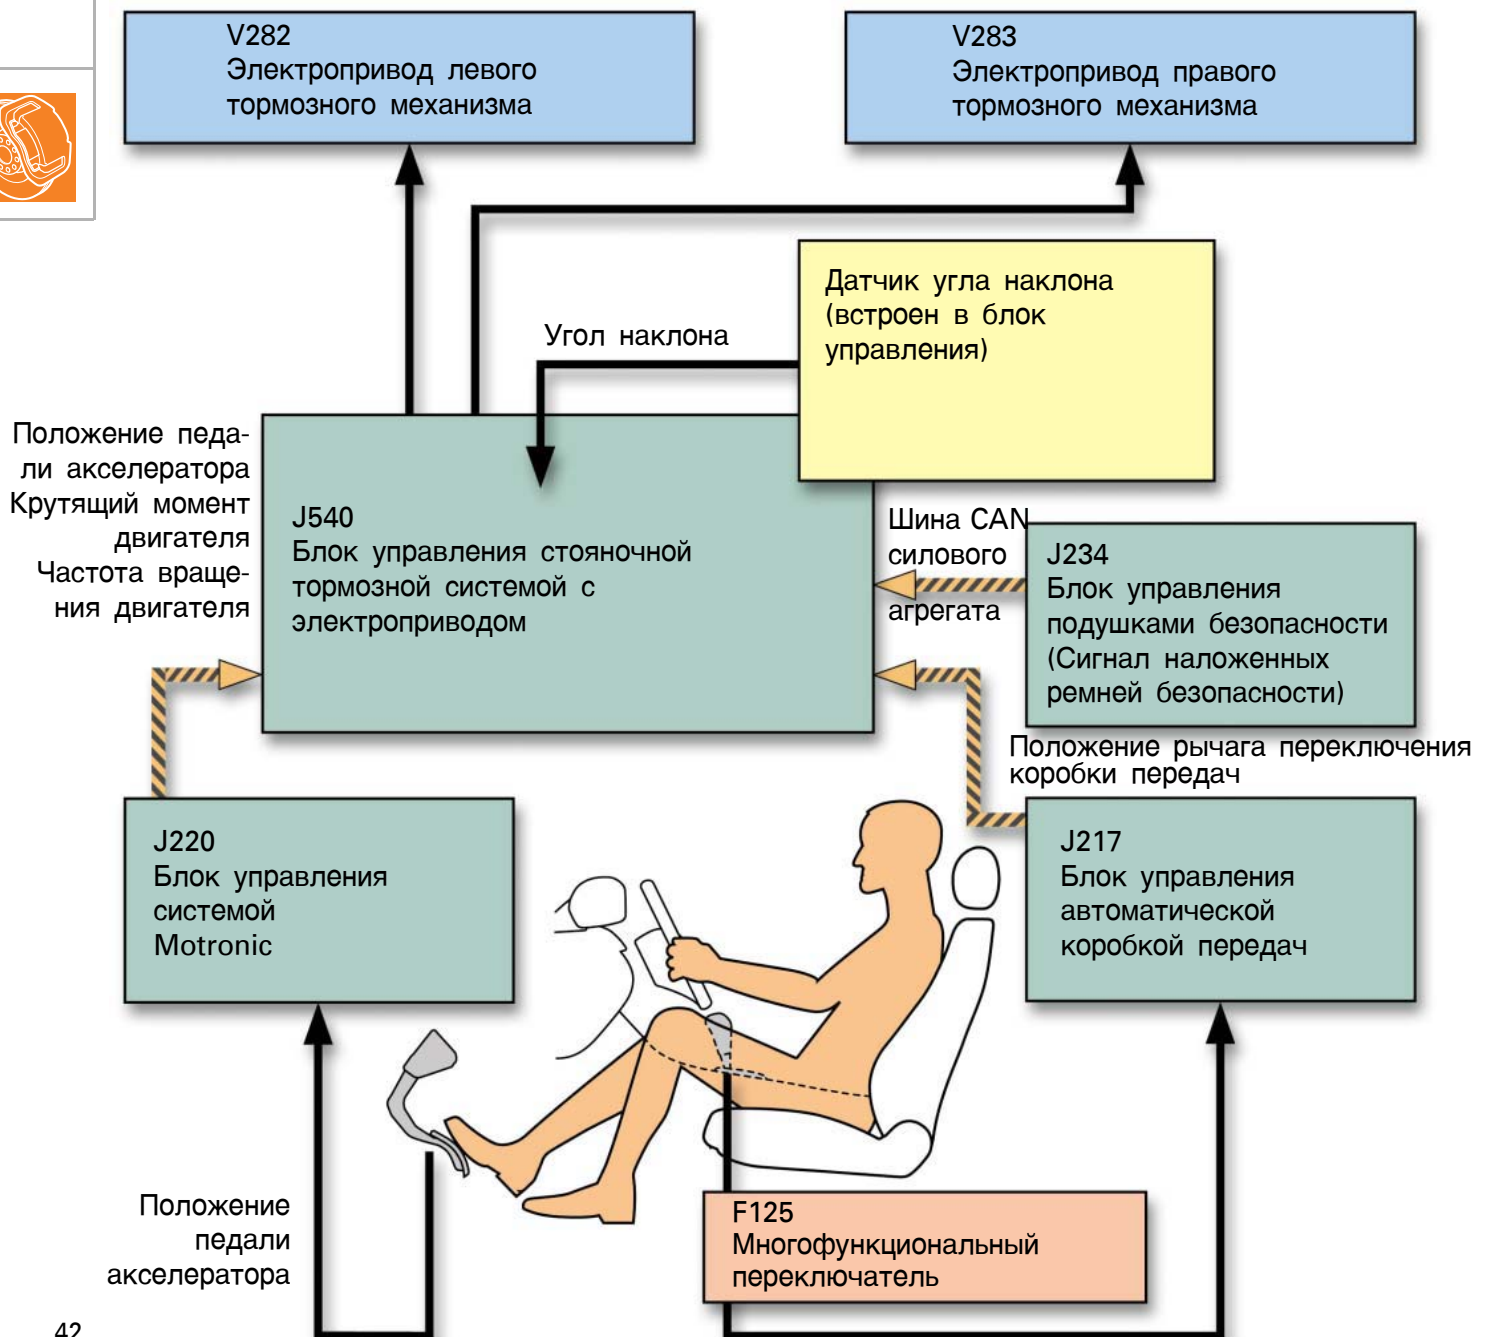 V282
Электропривод левого
тормозного механизма
V283
Электропривод правого
тормозного механизма
Датчик угла наклона
(встроен в блок
управления)
Угол наклона
Положение педа-
ли акселератора
Крутящий момент
двигателя
Частота враще-
ния двигателя
J540
Блок управления стояночной
тормозной системой с
электроприводом
Шина CAN
силового
агрегата
J234
Блок управления
подушками безопасности
(Сигнал наложенных
ремней безопасности)
Положение рычага переключения
коробки передач
J220
Блок управления
системой
Motronic
J217
Блок управления
автоматической
коробкой передач
Положение
педали
акселератора
F125
Многофункциональный
переключатель
42